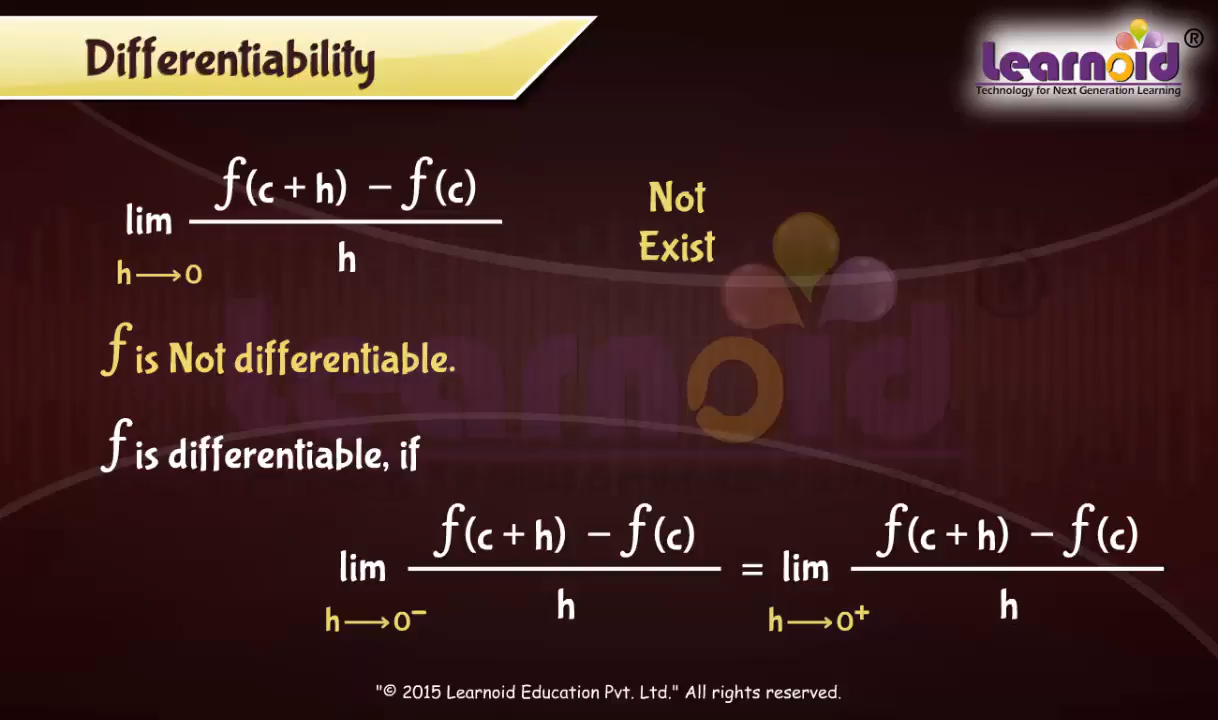 Differentiability
Learnoid®
Technology for Next Generation Learning
lim h⟶0 f(c + h) − f(c) / h
Not
Exist
f is Not differentiable.
f is differentiable, if
lim h⟶0⁻ f(c + h) − f(c) / h = lim h⟶0⁺ f(c + h) − f(c) / h
Learnoid
"© 2015 Learnoid Education Pvt. Ltd." All rights reserved.